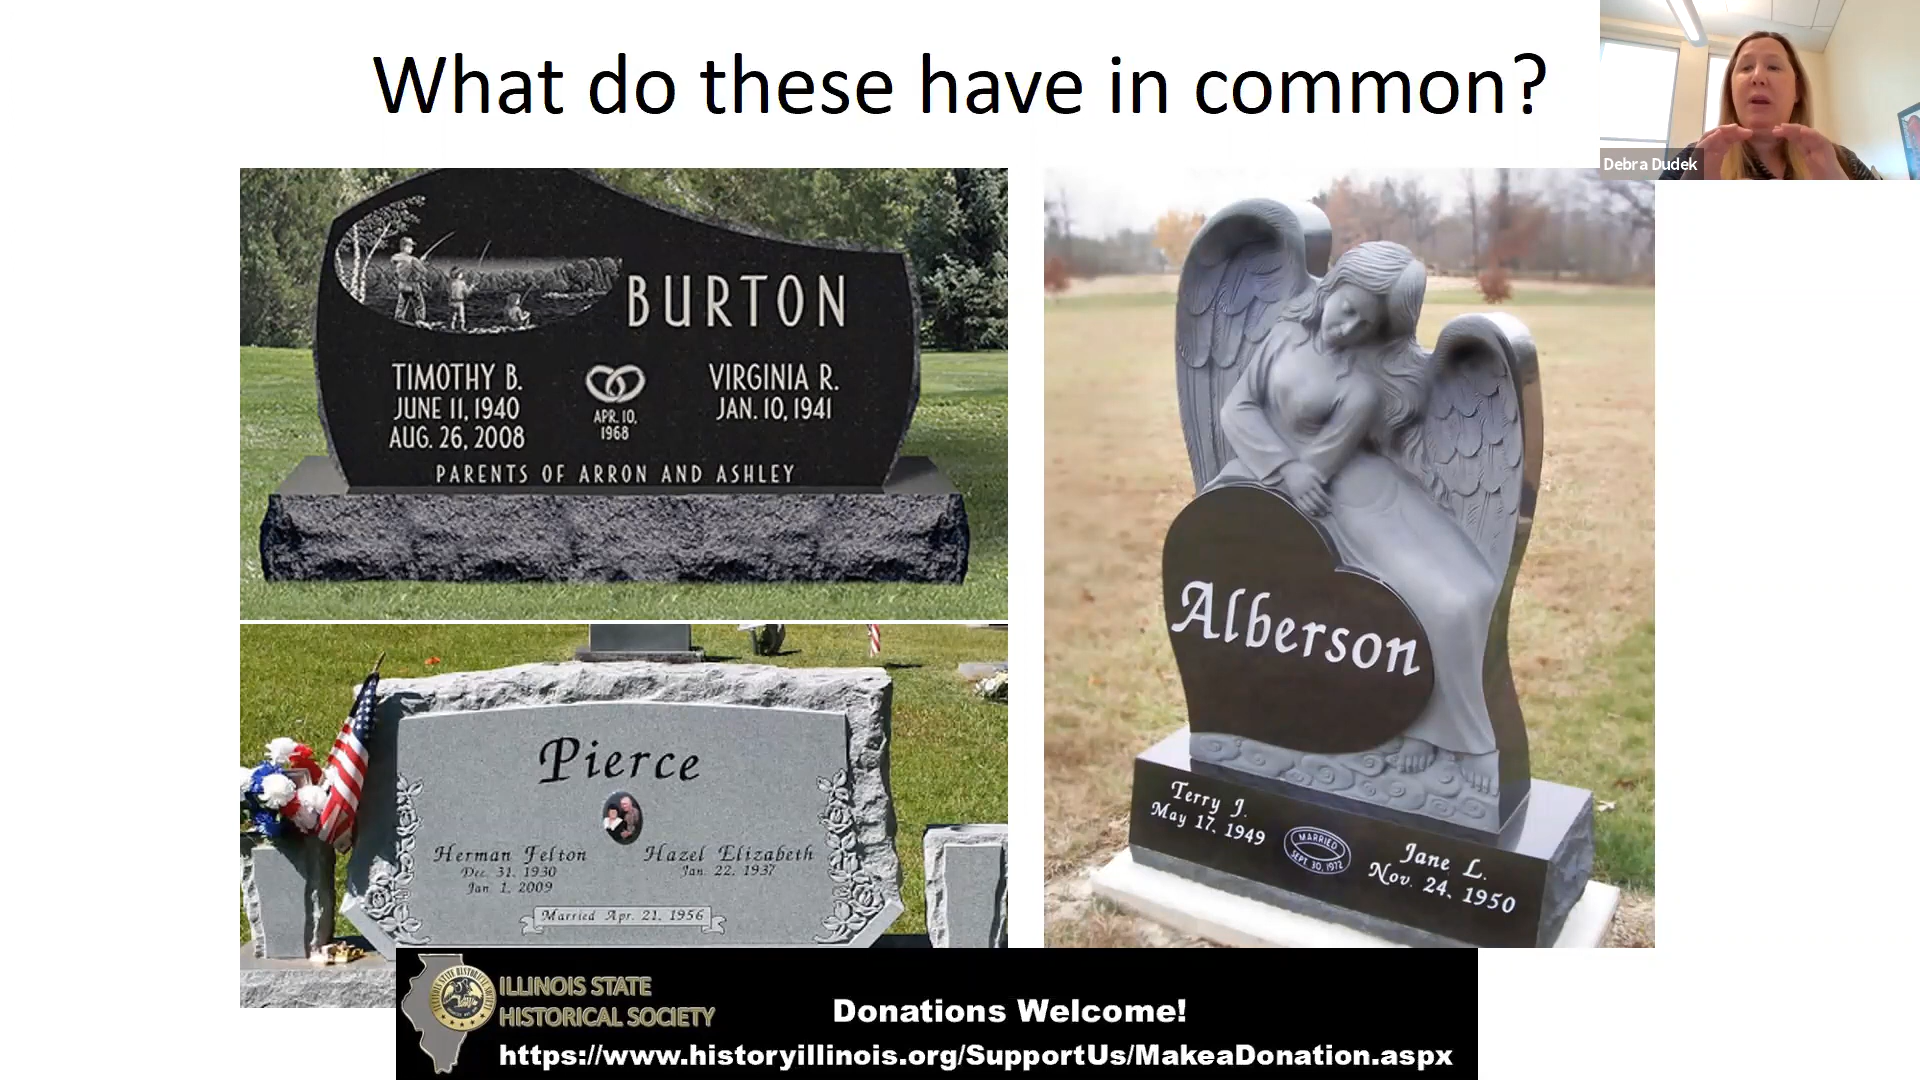 What do these have in common?
Debra Dudek
BURTON
TIMOTHY B.
JUNE 11, 1940
AUG. 26, 2008
APR. 10,
1968
VIRGINIA R.
JAN. 10, 1941
PARENTS OF ARRON AND ASHLEY
Pierce
Herman Felton
Dec. 31, 1930
Jan. 1, 2009
Hazel Elizabeth
Jan. 22, 1937
Married Apr. 21, 1956
Alberson
Terry J.
May 17, 1949
MARRIED
SEPT. 30, 1972
Jane L.
Nov. 24, 1950
ILLINOIS STATE
HISTORICAL SOCIETY
Donations Welcome!
https://www.historyillinois.org/SupportUs/MakeaDonation.aspx